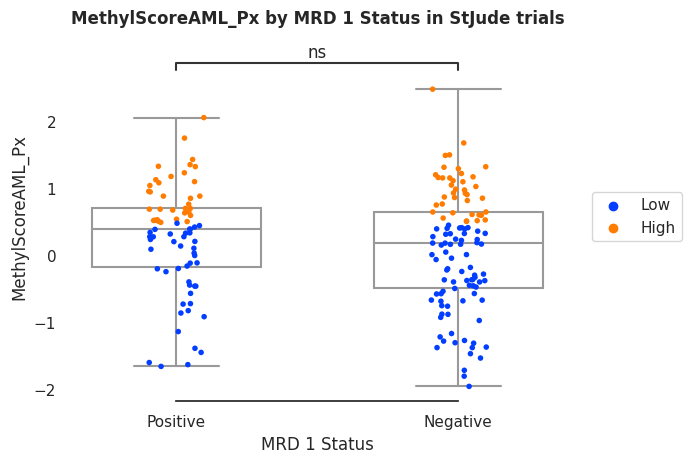 MethylScoreAML_Px by MRD 1 Status in StJude trials
ns
MethylScoreAML_Px
2
1
0
−1
−2
Low
High
Positive
Negative
MRD 1 Status